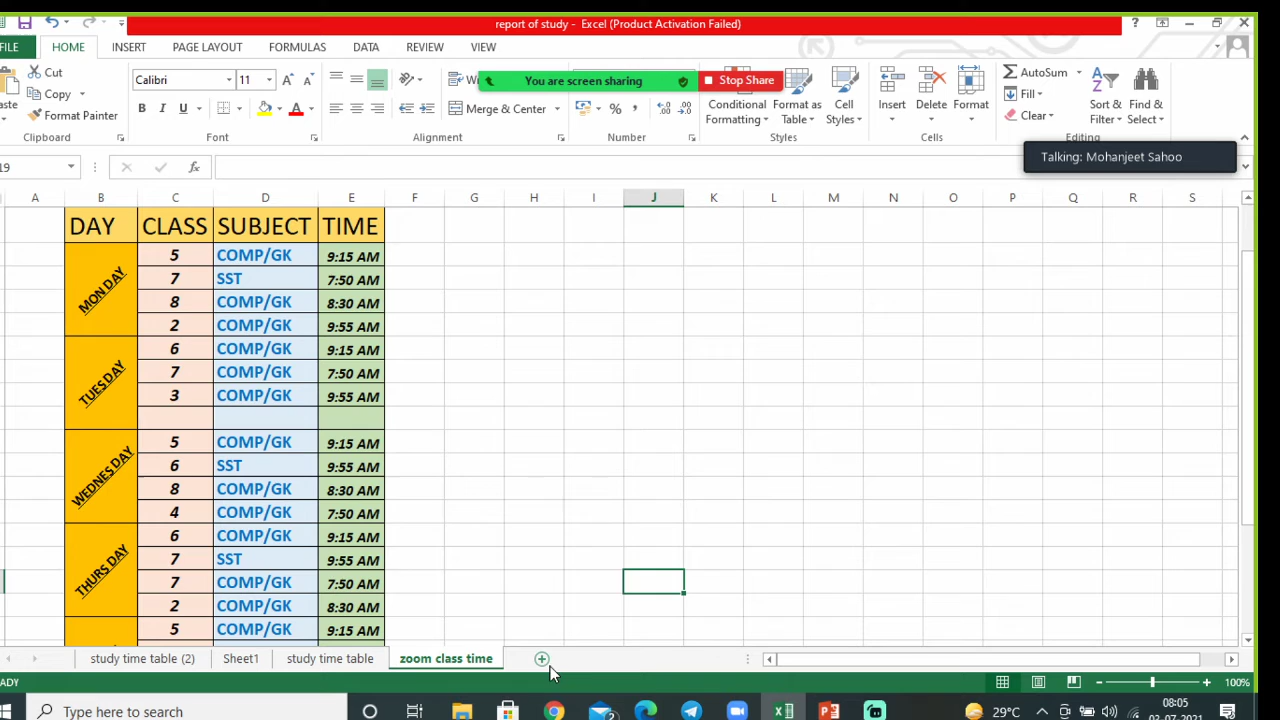 report of study - Excel (Product Activation Failed)
FILE HOME INSERT PAGE LAYOUT FORMULAS DATA REVIEW VIEW
Cut
Copy
Format Painter
Clipboard
Calibri 11
B I U
Font
Merge & Center
Alignment
You are screen sharing
Stop Share
%
Number
Conditional Formatting
Format as Table
Cell Styles
Styles
Insert Delete Format
Cells
AutoSum
Fill
Clear
Sort & Filter
Find & Select
Editing
Talking: Mohanjeet Sahoo
fx
A B C D E F G H I J K L M N O P Q R S
DAY CLASS SUBJECT TIME
MON DAY
5 COMP/GK 9:15 AM
7 SST 7:50 AM
8 COMP/GK 8:30 AM
2 COMP/GK 9:55 AM
TUES DAY
6 COMP/GK 9:15 AM
7 COMP/GK 7:50 AM
3 COMP/GK 9:55 AM
WEDNES DAY
5 COMP/GK 9:15 AM
6 SST 9:55 AM
8 COMP/GK 8:30 AM
4 COMP/GK 7:50 AM
THURS DAY
6 COMP/GK 9:15 AM
7 SST 9:55 AM
7 COMP/GK 7:50 AM
2 COMP/GK 8:30 AM
5 COMP/GK 9:15 AM
study time table (2) Sheet1 study time table zoom class time
100%
Type here to search
29°C
08:05
02-07-2021